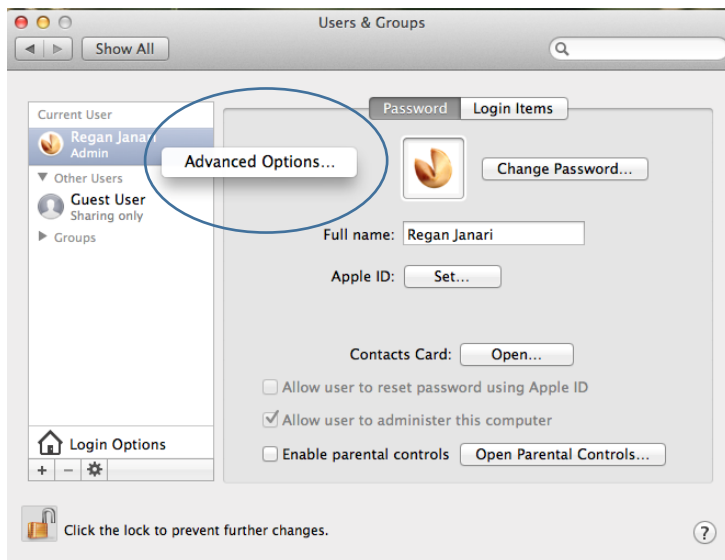 Users & Groups
Show All
Password Login Items
Current User
Regan Janari
Admin
Advanced Options...
Change Password...
Other Users
Guest User
Sharing only
Groups
Full name: Regan Janari
Apple ID: Set...
Contacts Card: Open...
Allow user to reset password using Apple ID
Allow user to administer this computer
Enable parental controls Open Parental Controls...
Login Options
+ −
Click the lock to prevent further changes.
?